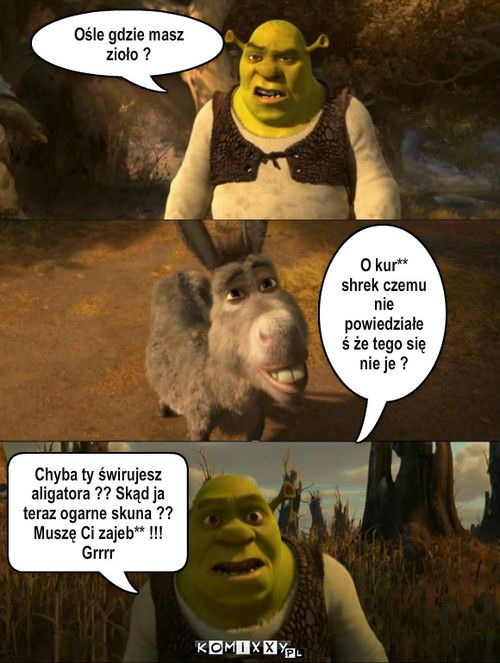 Ośle gdzie masz
zioło ?
O kur**
shrek czemu
nie
powiedziałe
ś że tego się
nie je ?
Chyba ty świrujesz
aligatora ?? Skąd ja
teraz ogarne skuna ??
Muszę Ci zajeb** !!!
Grrrr
KOMIXXY.PL